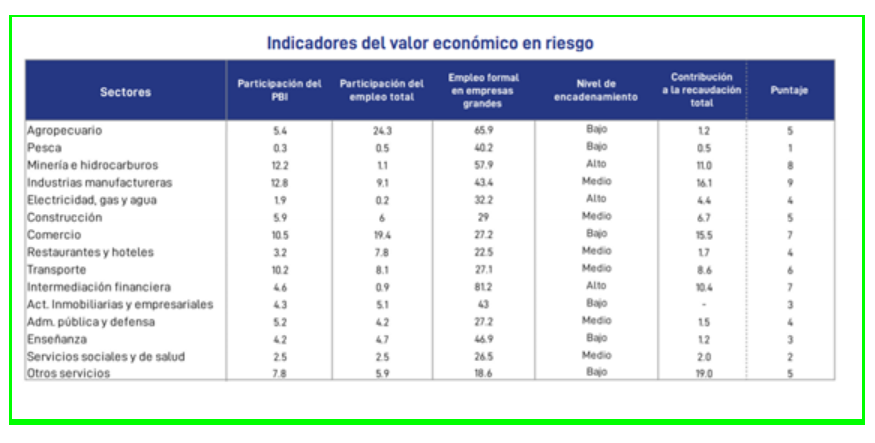 Indicadores del valor económico en riesgo
Sectores Participación del PBI Participación del empleo total Empleo formal en empresas grandes Nivel de encadenamiento Contribución a la recaudación total Puntaje
Agropecuario 5.4 24.3 65.9 Bajo 1.2 5
Pesca 0.3 0.5 40.2 Bajo 0.5 1
Minería e hidrocarburos 12.2 1.1 57.9 Alto 11.0 8
Industrias manufactureras 12.8 9.1 43.4 Medio 16.1 9
Electricidad, gas y agua 1.9 0.2 32.2 Alto 4.4 4
Construcción 5.9 6 29 Medio 6.7 5
Comercio 10.5 19.4 27.2 Bajo 15.5 7
Restaurantes y hoteles 3.2 7.8 22.5 Medio 1.7 4
Transporte 10.2 8.1 27.1 Medio 8.6 6
Intermediación financiera 4.6 0.9 81.2 Alto 10.4 7
Act. Inmobiliarias y empresariales 4.3 5.1 43 Bajo - 3
Adm. pública y defensa 5.2 4.2 27.2 Medio 1.5 4
Enseñanza 4.2 4.7 46.9 Bajo 1.2 3
Servicios sociales y de salud 2.5 2.5 26.5 Medio 2.0 2
Otros servicios 7.8 5.9 18.6 Bajo 19.0 5